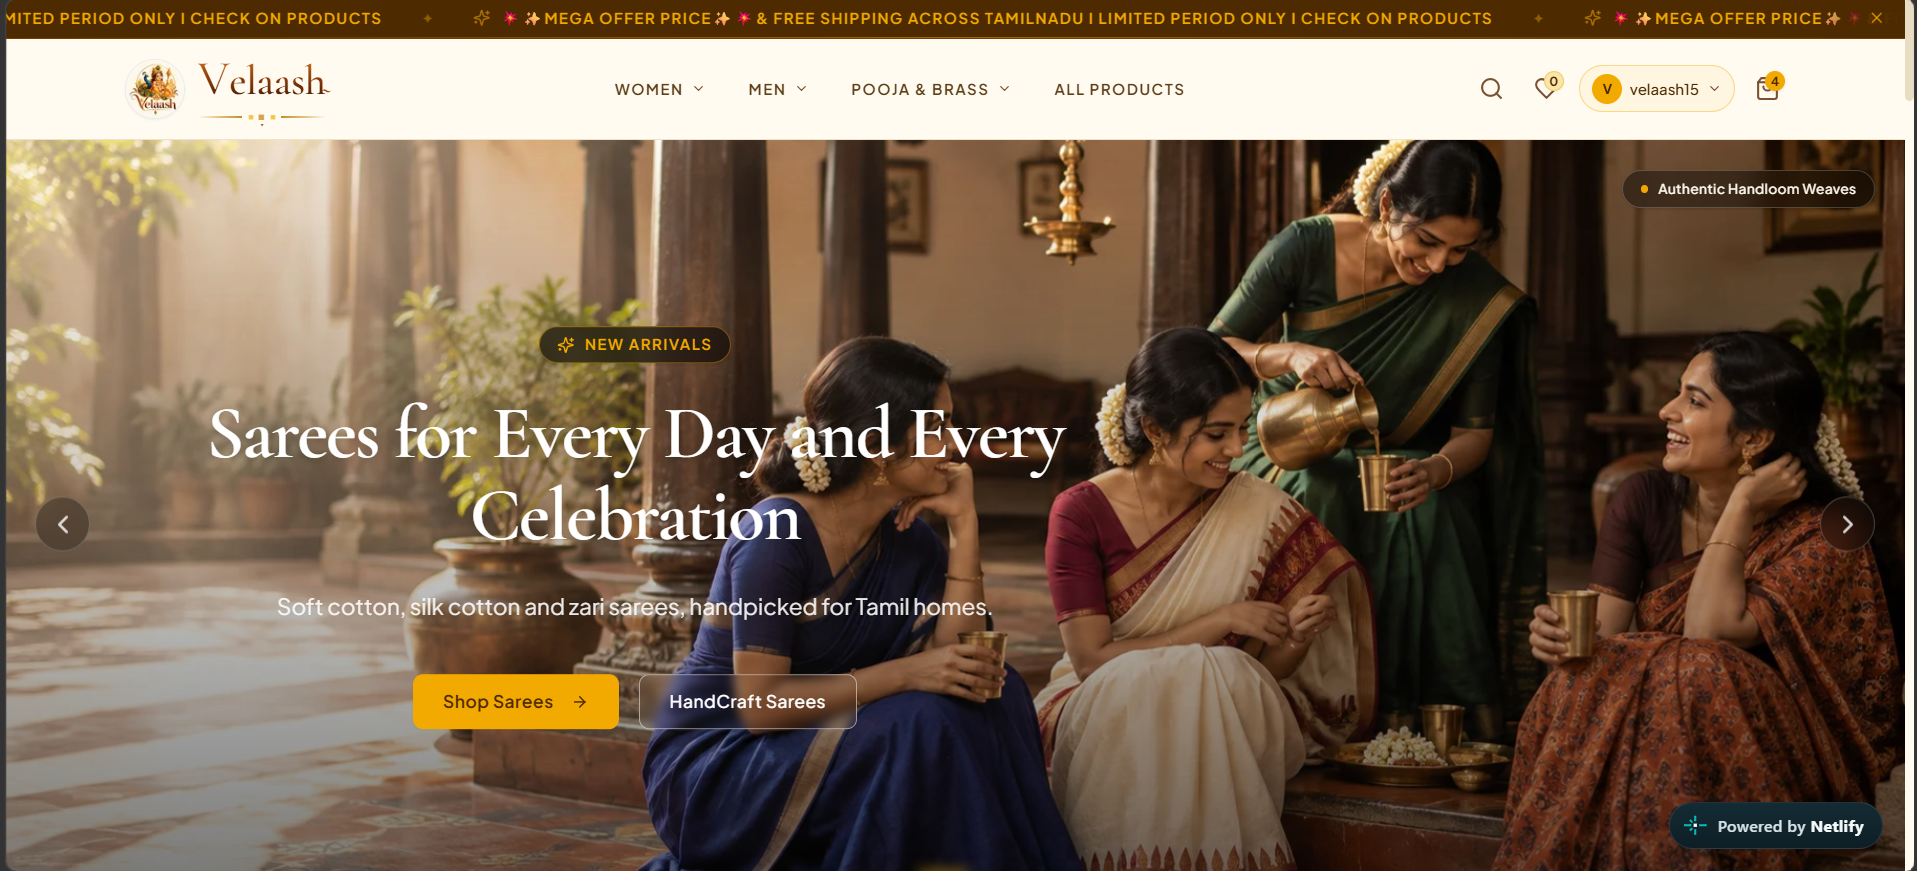 MITED PERIOD ONLY I CHECK ON PRODUCTS ✦ 💥 ✨MEGA OFFER PRICE✨ 💥 & FREE SHIPPING ACROSS TAMILNADU I LIMITED PERIOD ONLY I CHECK ON PRODUCTS ✦ 💥 ✨MEGA OFFER PRICE✨
Velaash
Velaash
WOMEN
MEN
POOJA & BRASS
ALL PRODUCTS
0
V velaash15
4
Authentic Handloom Weaves
NEW ARRIVALS
Sarees for Every Day and Every
Celebration
Soft cotton, silk cotton and zari sarees, handpicked for Tamil homes.
Shop Sarees →
HandCraft Sarees
Powered by Netlify